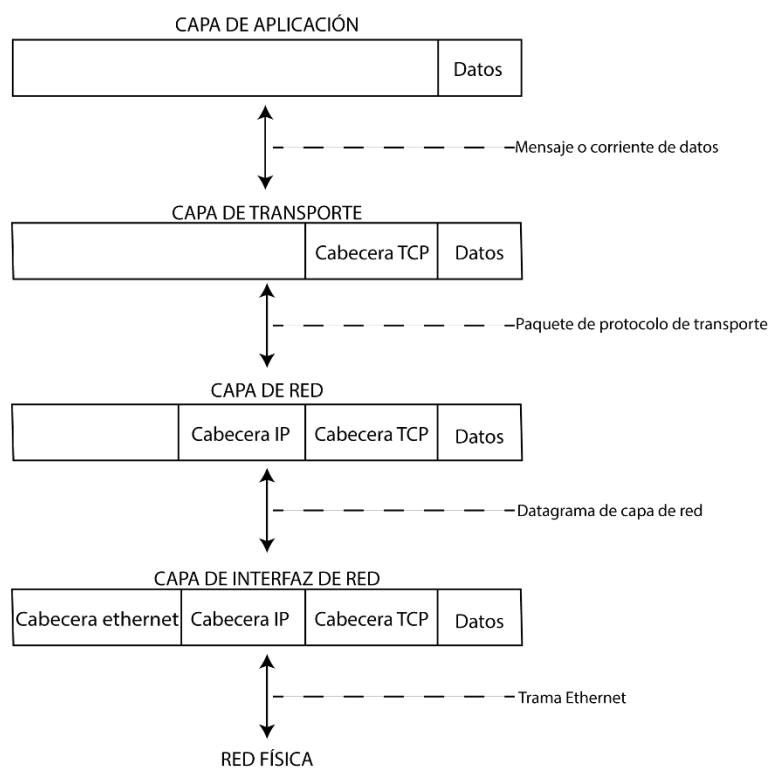 CAPA DE APLICACIÓN
Datos
Mensaje o corriente de datos
CAPA DE TRANSPORTE
Cabecera TCP Datos
Paquete de protocolo de transporte
CAPA DE RED
Cabecera IP Cabecera TCP Datos
Datagrama de capa de red
CAPA DE INTERFAZ DE RED
Cabecera ethernet Cabecera IP Cabecera TCP Datos
Trama Ethernet
RED FÍSICA